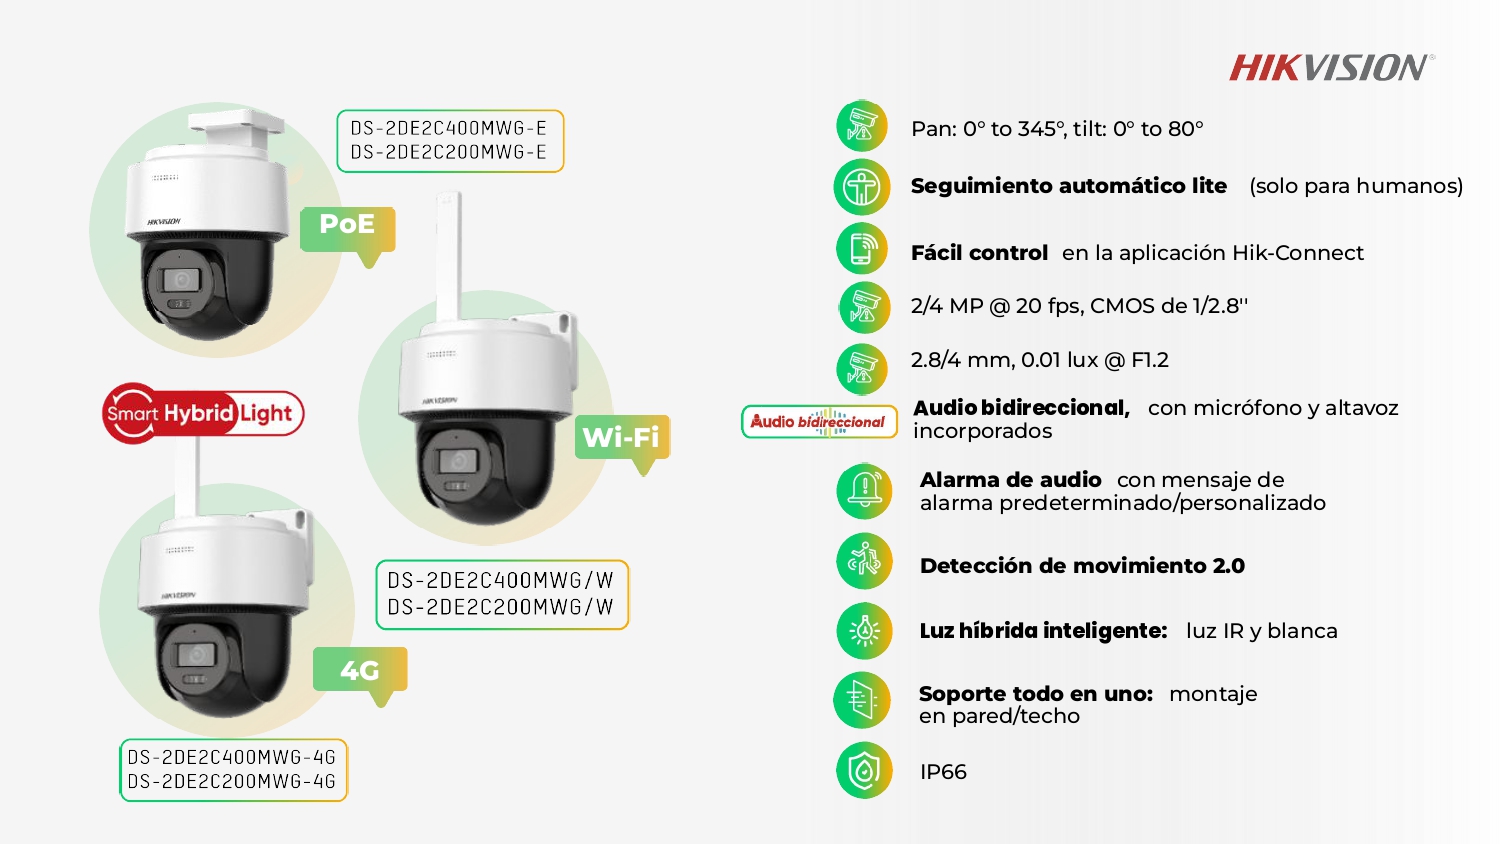 HIKVISION®
DS-2DE2C400MWG-E
DS-2DE2C200MWG-E
PoE
HIKVISION
Wi-Fi
HIKVISION
DS-2DE2C400MWG/W
DS-2DE2C200MWG/W
Smart Hybrid Light
HIKVISION
4G
DS-2DE2C400MWG-4G
DS-2DE2C200MWG-4G
Pan: 0° to 345°, tilt: 0° to 80°
Seguimiento automático lite (solo para humanos)
Fácil control en la aplicación Hik-Connect
2/4 MP @ 20 fps, CMOS de 1/2.8''
2.8/4 mm, 0.01 lux @ F1.2
Audio bidireccional
Audio bidireccional, con micrófono y altavoz
incorporados
Alarma de audio con mensaje de
alarma predeterminado/personalizado
Detección de movimiento 2.0
Luz híbrida inteligente: luz IR y blanca
Soporte todo en uno: montaje
en pared/techo
IP66